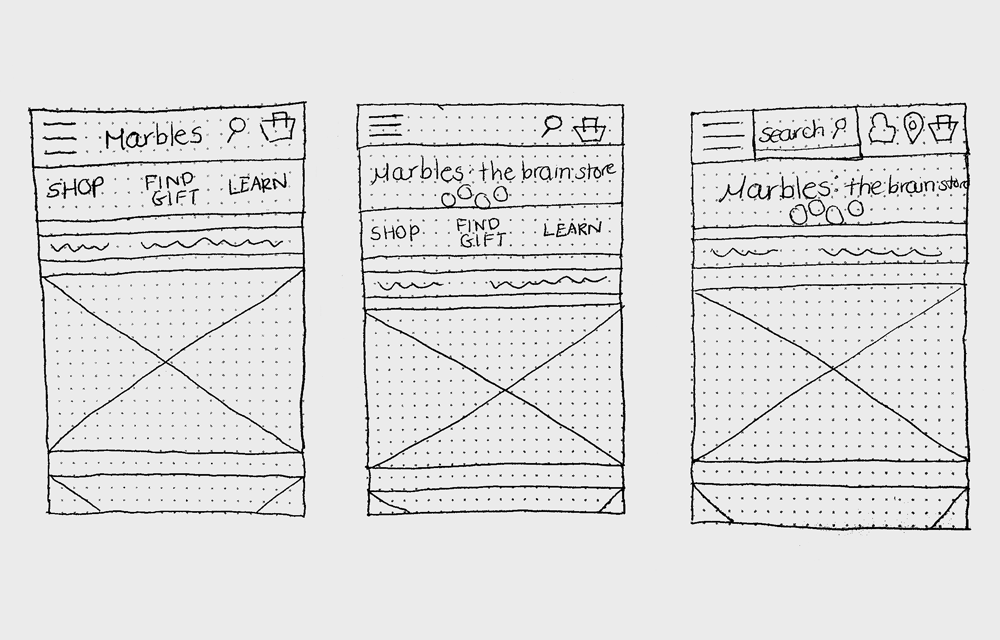 Marbles
SHOP FIND GIFT LEARN
Marbles: the brain store
SHOP FIND GIFT LEARN
search
Marbles: the brain store